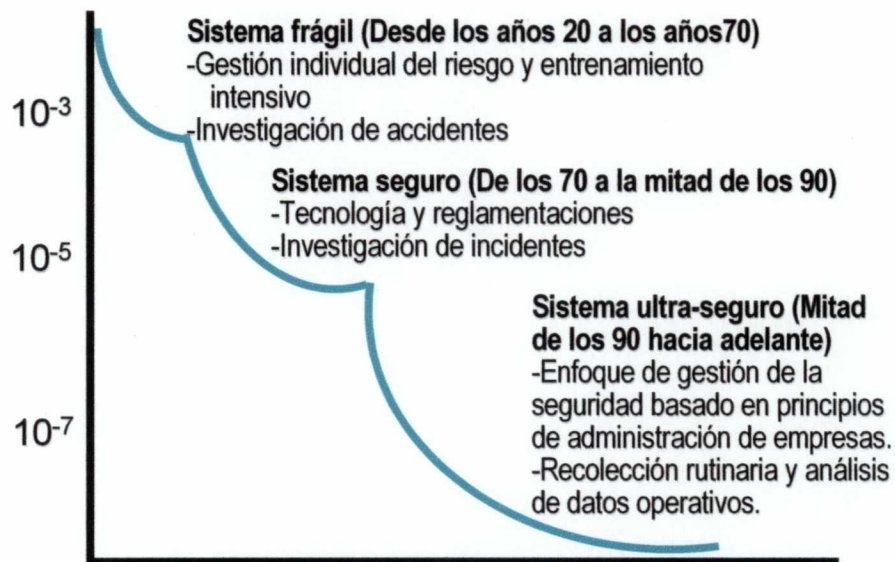 Sistema frágil (Desde los años 20 a los años70)
-Gestión individual del riesgo y entrenamiento
intensivo
-Investigación de accidentes
10-3
Sistema seguro (De los 70 a la mitad de los 90)
-Tecnología y reglamentaciones
-Investigación de incidentes
10-5
Sistema ultra-seguro (Mitad
de los 90 hacia adelante)
-Enfoque de gestión de la
seguridad basado en principios
de administración de empresas.
-Recolección rutinaria y análisis
de datos operativos.
10-7